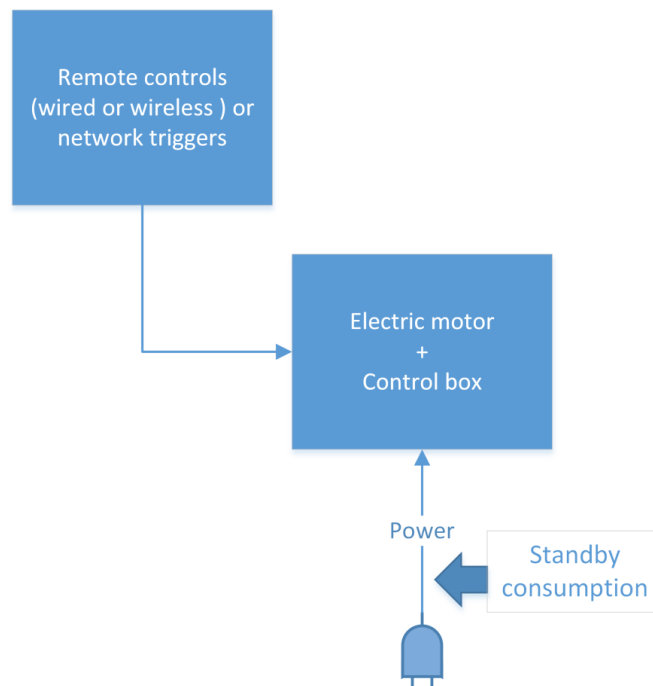 Remote controls
(wired or wireless ) or
network triggers
Electric motor
+
Control box
Power
Standby
consumption